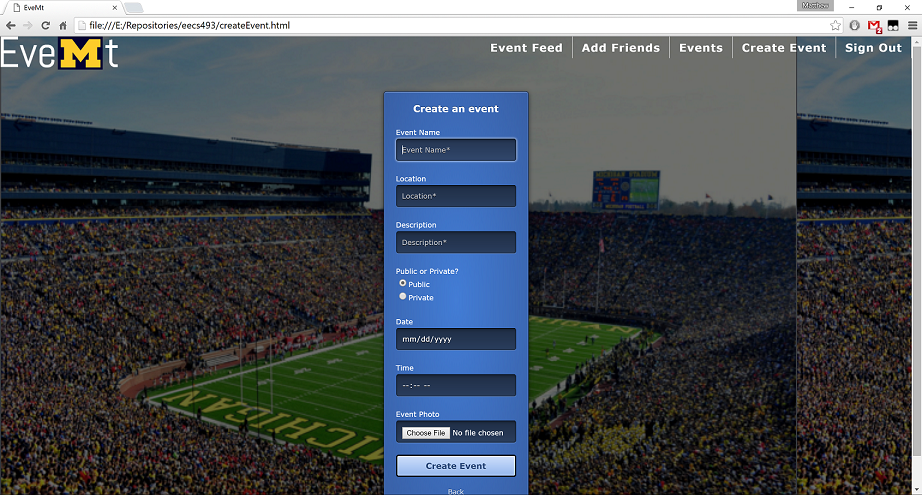 Matthew
EveMt
file:///E:/Repositories/eecs493/createEvent.html
2
EveMt
Event Feed
Add Friends
Events
Create Event
Sign Out
Create an event
Event Name
Event Name*
Location
Location*
Description
Description*
Public or Private?
Public
Private
Date
mm/dd/yyyy
Time
--:-- --
Event Photo
Choose File No file chosen
Create Event
Back
MICHIGAN STADIUM
MICHIGAN FOOTBALL
MICHIGAN